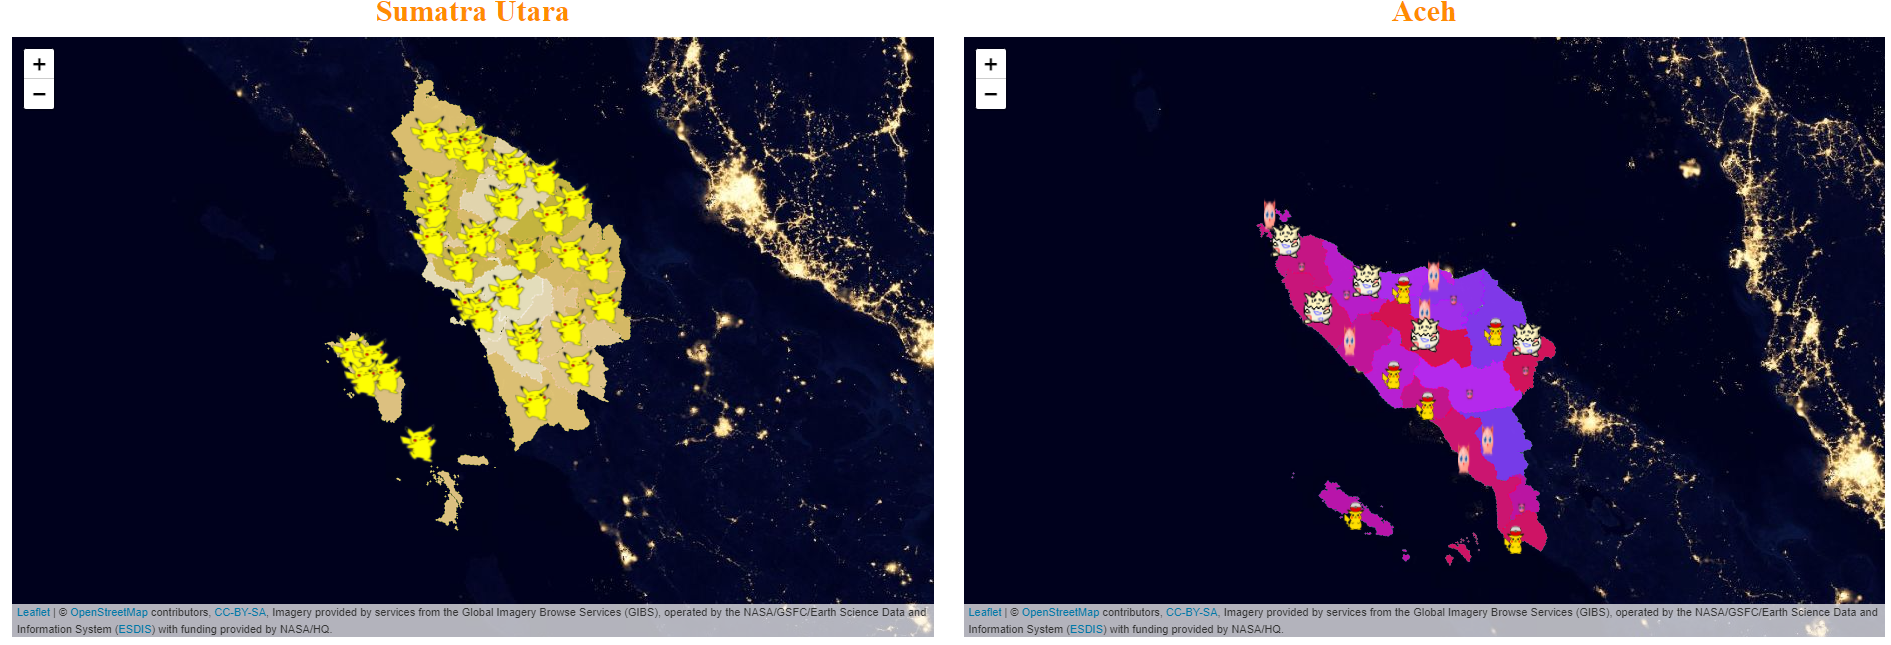 Sumatra Utara
Aceh
+
−
+
−
Leaflet | © OpenStreetMap contributors, CC-BY-SA, Imagery provided by services from the Global Imagery Browse Services (GIBS), operated by the NASA/GSFC/Earth Science Data and
Information System (ESDIS) with funding provided by NASA/HQ.
Leaflet | © OpenStreetMap contributors, CC-BY-SA, Imagery provided by services from the Global Imagery Browse Services (GIBS), operated by the NASA/GSFC/Earth Science Data and
Information System (ESDIS) with funding provided by NASA/HQ.